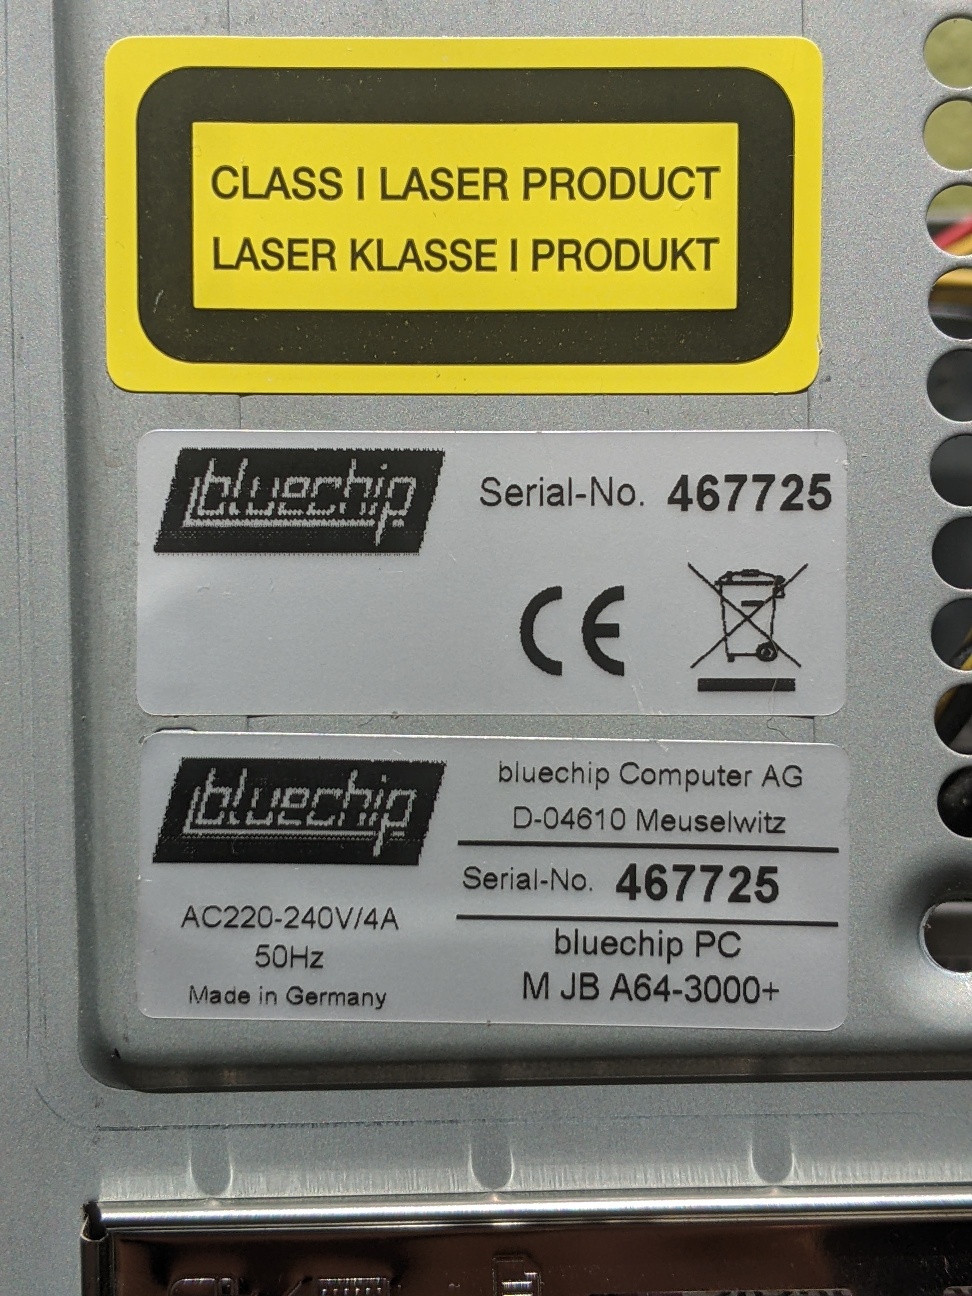 CLASS I LASER PRODUCT
LASER KLASSE I PRODUKT
bluechip
Serial-No. 467725
CE
bluechip
bluechip Computer AG
D-04610 Meuselwitz
Serial-No. 467725
AC220-240V/4A
50Hz
Made in Germany
bluechip PC
M JB A64-3000+